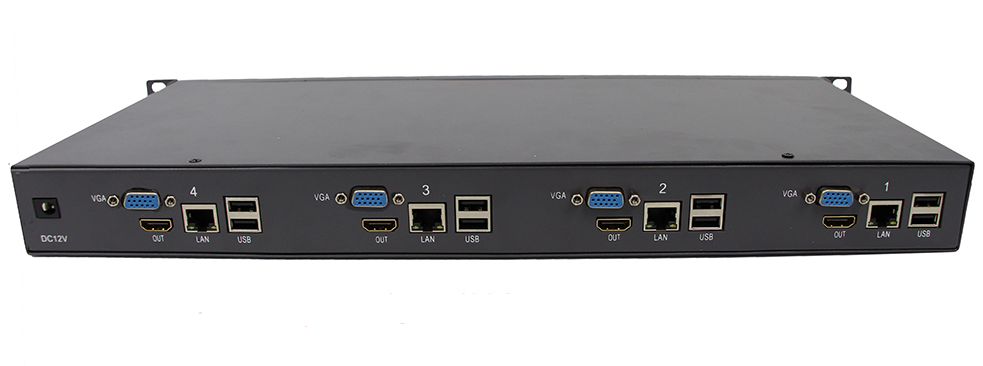 4
VGA
OUT
LAN
USB
3
VGA
OUT
LAN
USB
2
VGA
OUT
LAN
USB
1
VGA
OUT
LAN
USB
DC12V